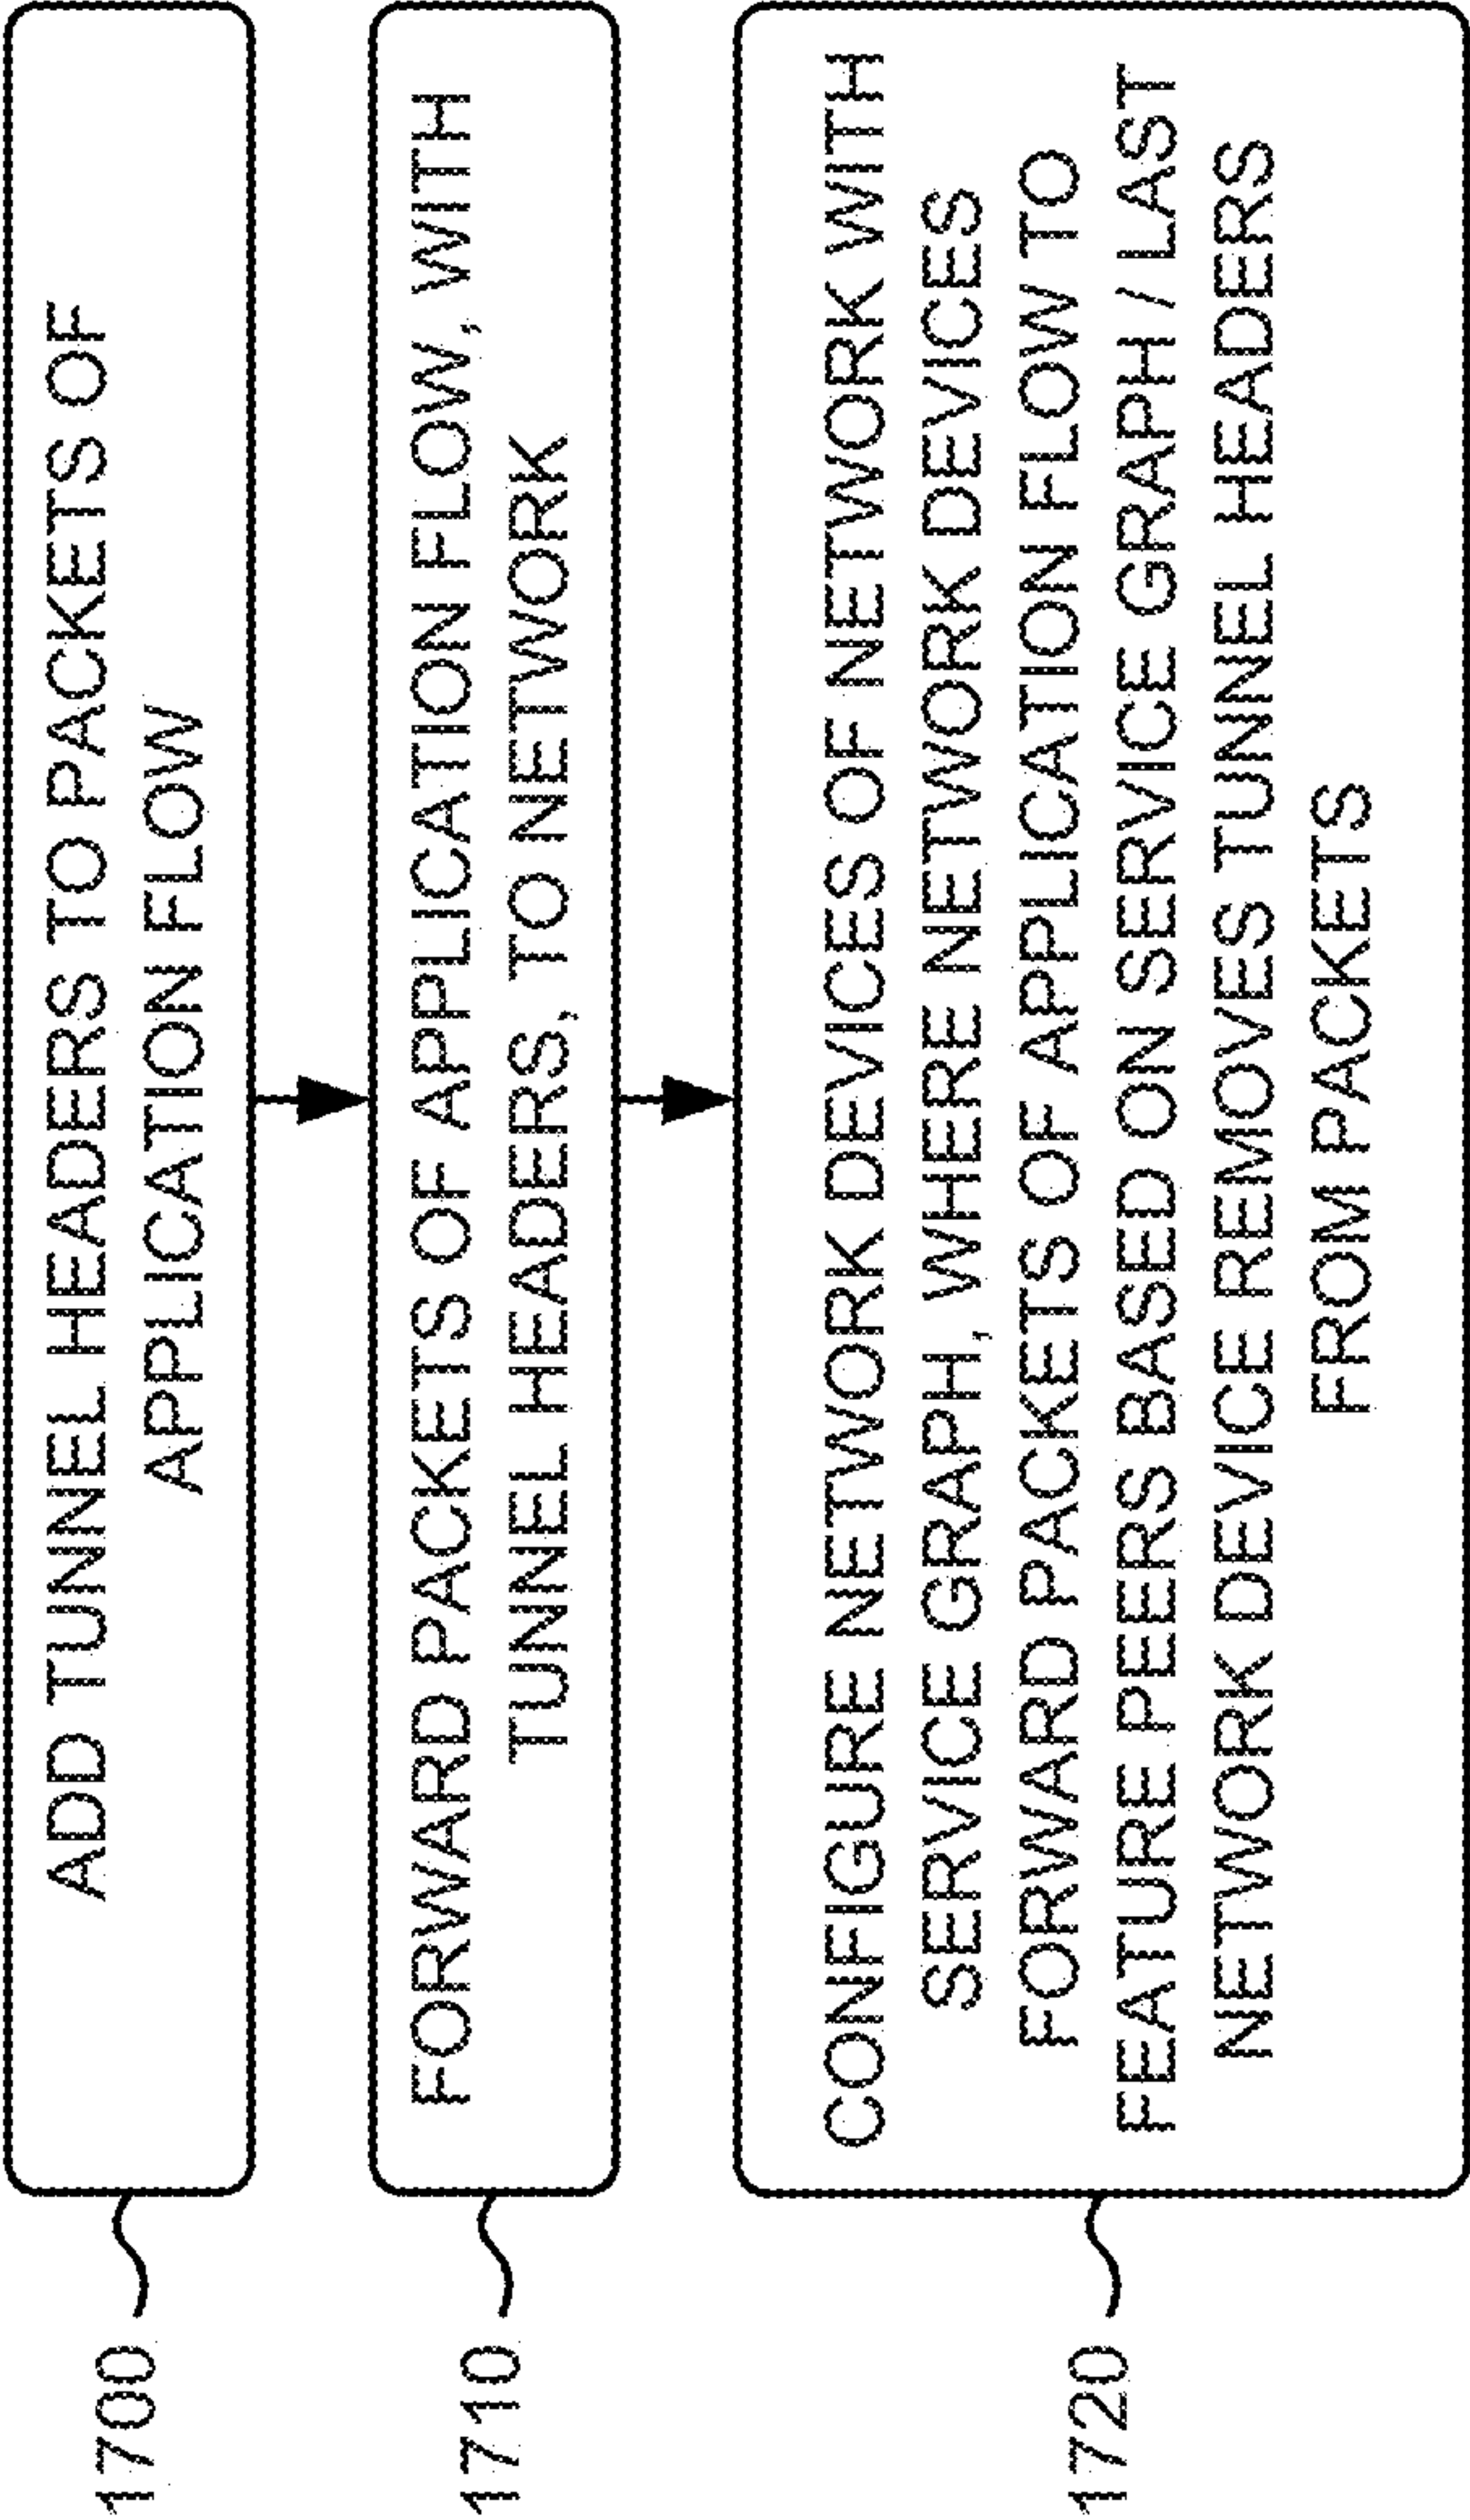 1700
ADD TUNNEL HEADERS TO PACKETS OF
APPLICATION FLOW
1710
FORWARD PACKETS OF APPLICATION FLOW, WITH
TUNNEL HEADERS, TO NETWORK
1720
CONFIGURE NETWORK DEVICES OF NETWORK WITH
SERVICE GRAPH, WHERE NETWORK DEVICES
FORWARD PACKETS OF APPLICATION FLOW TO
FEATURE PEERS BASED ON SERVICE GRAPH / LAST
NETWORK DEVICE REMOVES TUNNEL HEADERS
FROM PACKETS